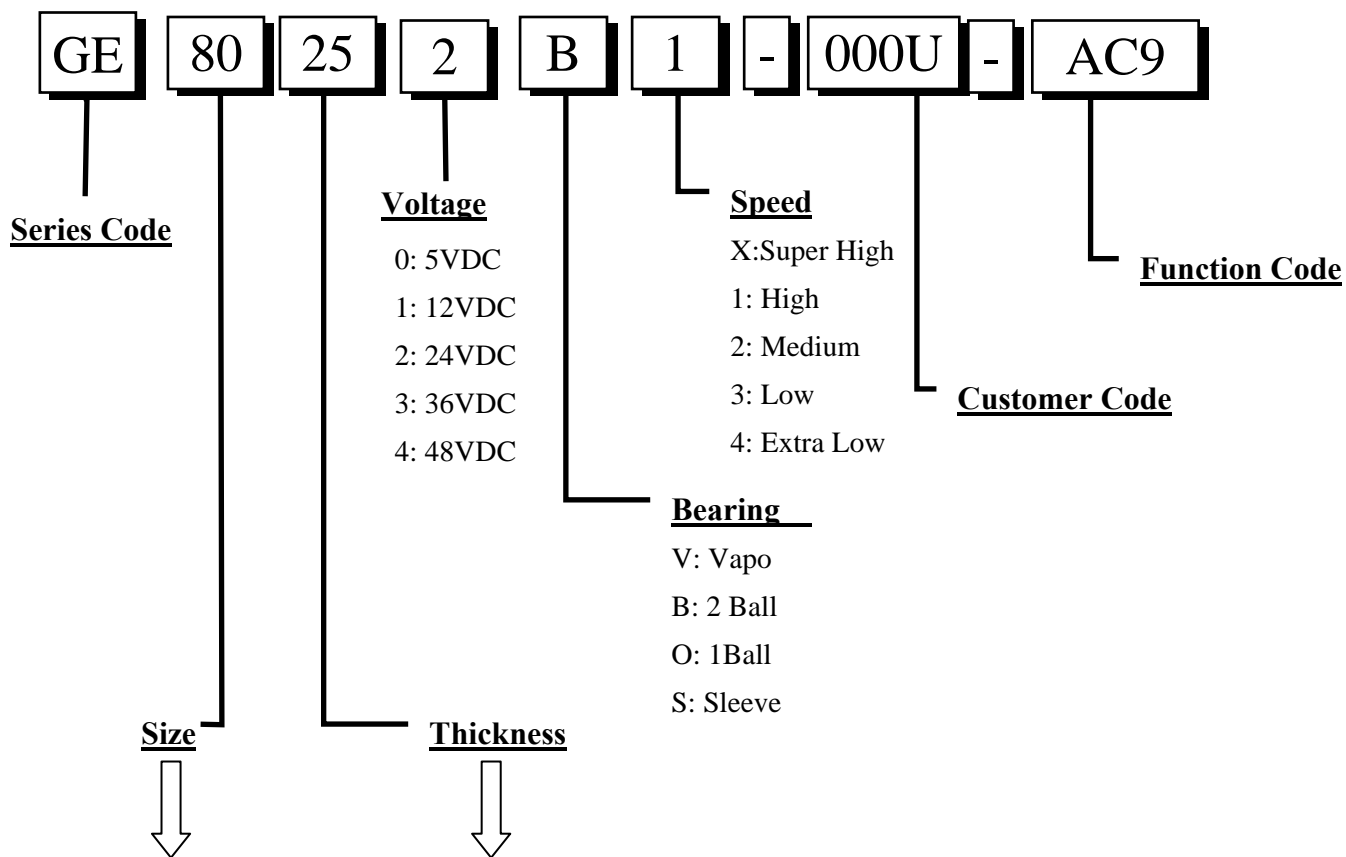 GE 80 25 2 B 1 - 000U - AC9
Series Code
Voltage
0: 5VDC
1: 12VDC
2: 24VDC
3: 36VDC
4: 48VDC
Speed
X:Super High
1: High
2: Medium
3: Low
4: Extra Low
Function Code
Customer Code
Bearing
V: Vapo
B: 2 Ball
O: 1Ball
S: Sleeve
Size
Thickness